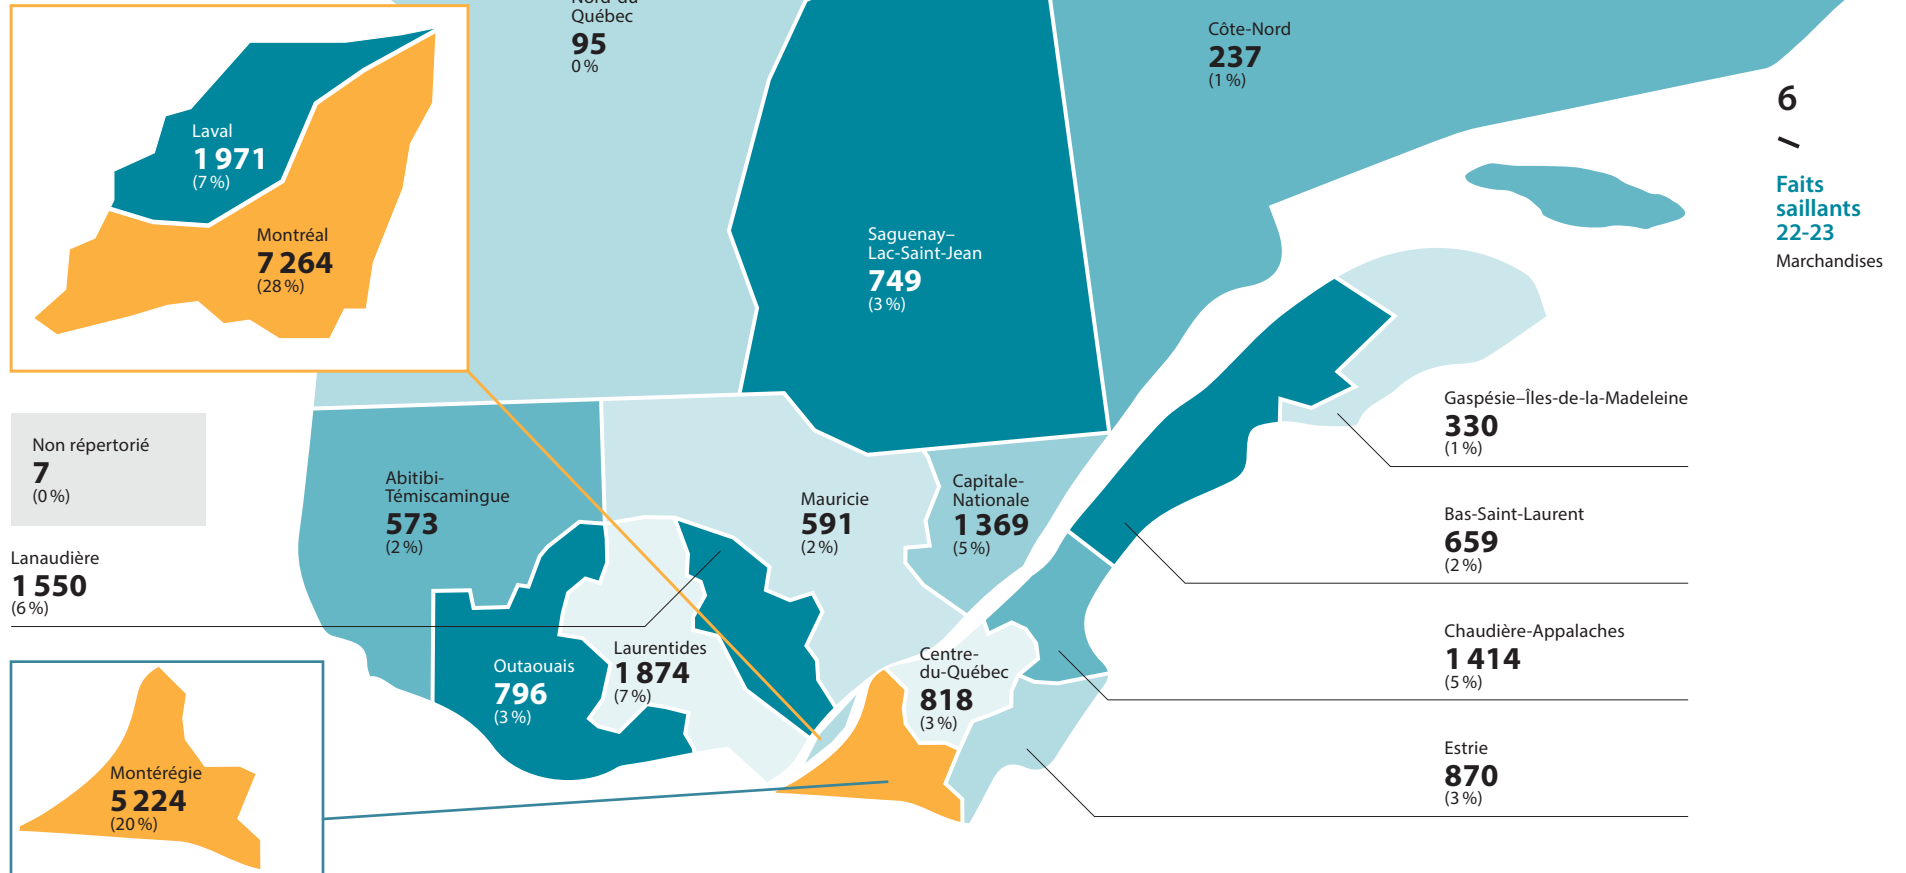 Québec
95
0 %
Côte-Nord
237
(1 %)
6
Faits
saillants
22-23
Marchandises
Laval
1 971
(7 %)
Montréal
7 264
(28 %)
Saguenay–
Lac-Saint-Jean
749
(3 %)
Non répertorié
7
(0 %)
Lanaudière
1 550
(6 %)
Abitibi-
Témiscamingue
573
(2 %)
Mauricie
591
(2 %)
Capitale-
Nationale
1 369
(5 %)
Gaspésie–Îles-de-la-Madeleine
330
(1 %)
Bas-Saint-Laurent
659
(2 %)
Chaudière-Appalaches
1 414
(5 %)
Estrie
870
(3 %)
Outaouais
796
(3 %)
Laurentides
1 874
(7 %)
Centre-
du-Québec
818
(3 %)
Montérégie
5 224
(20 %)